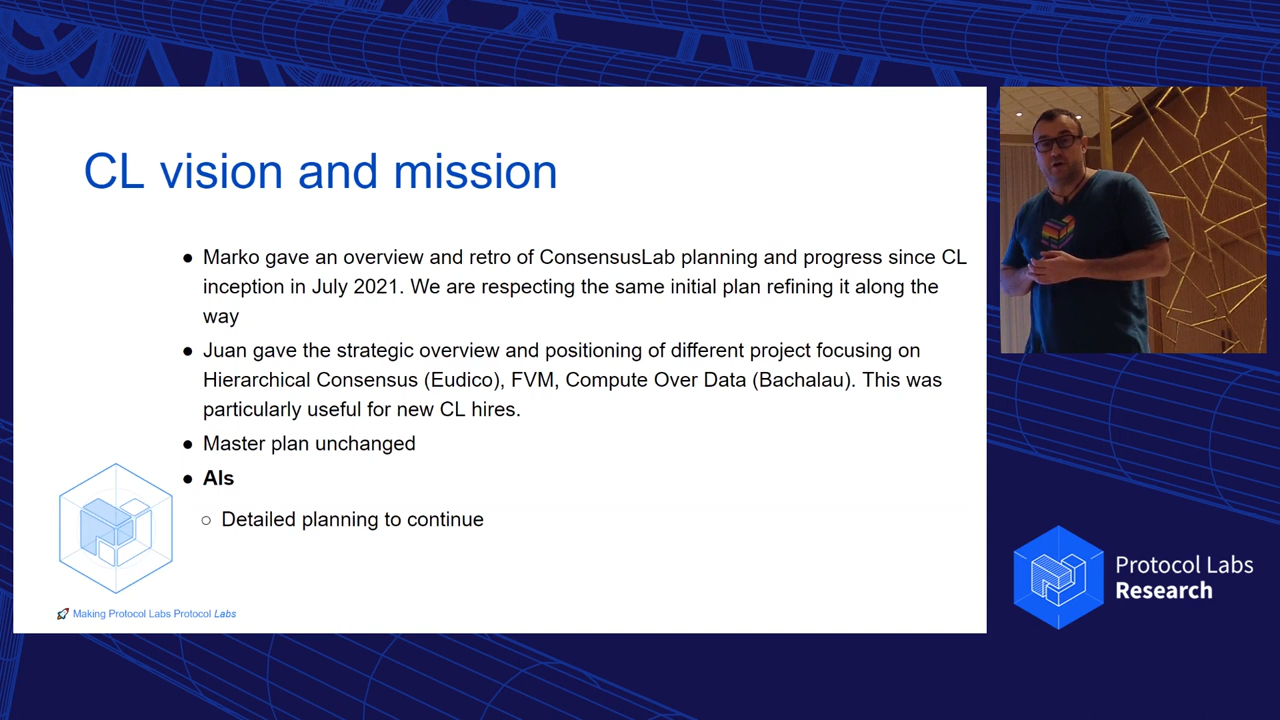 CL vision and mission
● Marko gave an overview and retro of ConsensusLab planning and progress since CL
inception in July 2021. We are respecting the same initial plan refining it along the
way
● Juan gave the strategic overview and positioning of different project focusing on
Hierarchical Consensus (Eudico), FVM, Compute Over Data (Bachalau). This was
particularly useful for new CL hires.
● Master plan unchanged
● AIs
○ Detailed planning to continue
Making Protocol Labs Protocol Labs
Protocol Labs
Research